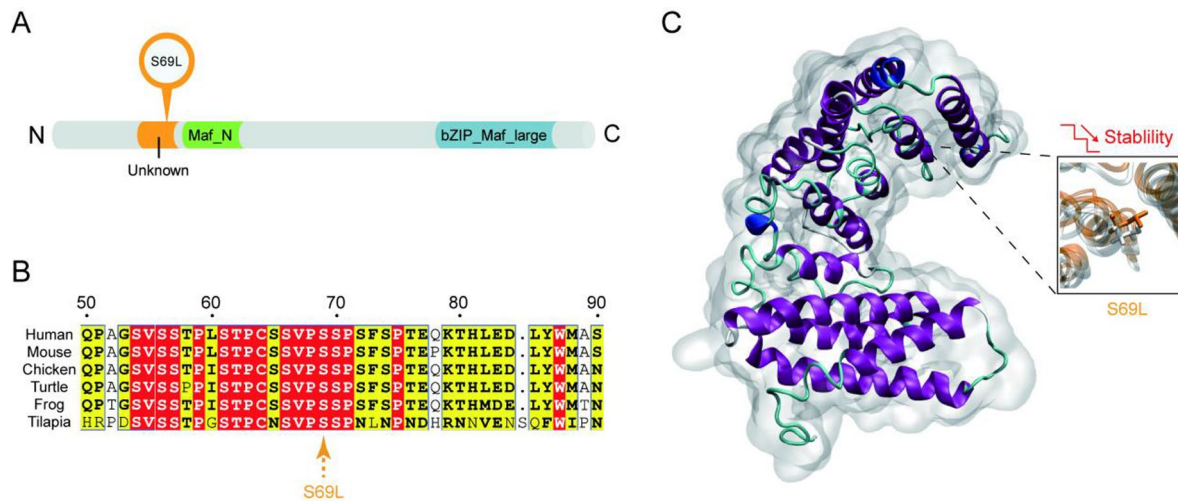 A
S69L
N
Maf_N
bZIP_Maf_large
C
Unknown
B
50 60 70 80 90
Human QPAGSVSSTPLSTPCSSVPSSPSFSPTEQKTHLED.LYWMAS
Mouse QPAGSVSSTPLSTPCSSVPSSPSFSPTEPKTHLED.LYWMAS
Chicken QPAGSVSSTPISTPCSSVPSSPSFSPTEQKTHLED.LYWMAN
Turtle QPAGSVSSPPISTPCSSVPSSPSFSPTEQKTHLED.LYWMAN
Frog QPTGSVSSTPISTPCSSVPSSPSFSPTEQKTHMDE.LYWMTN
Tilapia HRPDSVSSTPGSTPCNSVPSSPNLNPNDHRNNVENSQFWIPN
S69L
C
Stablility
S69L